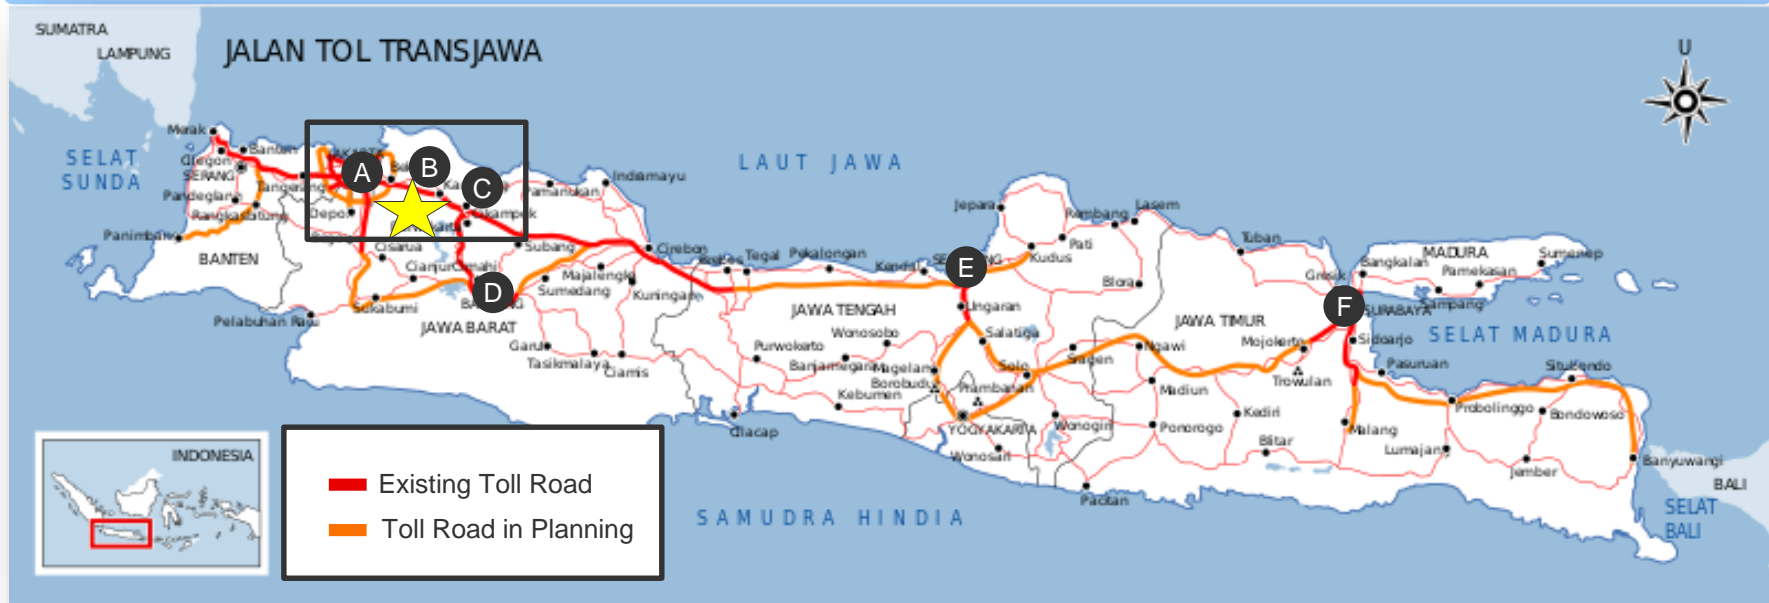 SUMATRA
LAMPUNG
JALAN TOL TRANSJAWA
U
Merak
SELAT
SUNDA
Banten
SERANG
Tangerang
Pandeglang
Rangkasbitung
Panimbang
BANTEN
A
B
C
Depok
Pamanukan
Indramayu
LAUT JAWA
Cisarua
Cianjur
Cimahi
Subang
Cirebon
D
Sukabumi
Pelabuhan Ratu
JAWA BARAT
Sumedang
Majalengka
Kuningan
Garut
Tasikmalaya
Ciamis
Brebes
Tegal
Pekalongan
Kendal
E
Jepara
Rembang
Lasem
Pati
Kudus
Blora
Ungaran
JAWA TENGAH
Wonosobo
Salatiga
Purwokerto
Banjarnegara
Magelang
Borobudur
Prambanan
Solo
Sragen
Kebumen
Cilacap
YOGYAKARTA
Wonosari
Wonogiri
Pacitan
Tuban
Gresik
Bangkalan
MADURA
Pamekasan
Sumenep
Sampang
F
SURABAYA
SELAT MADURA
JAWA TIMUR
Ngawi
Mojokerto
Sidoarjo
Trowulan
Pasuruan
Situbondo
Madiun
Kediri
Ponorogo
Blitar
Malang
Probolinggo
Bondowoso
Lumajang
Jember
Banyuwangi
BALI
SELAT
BALI
SAMUDRA HINDIA
INDONESIA
Existing Toll Road
Toll Road in Planning